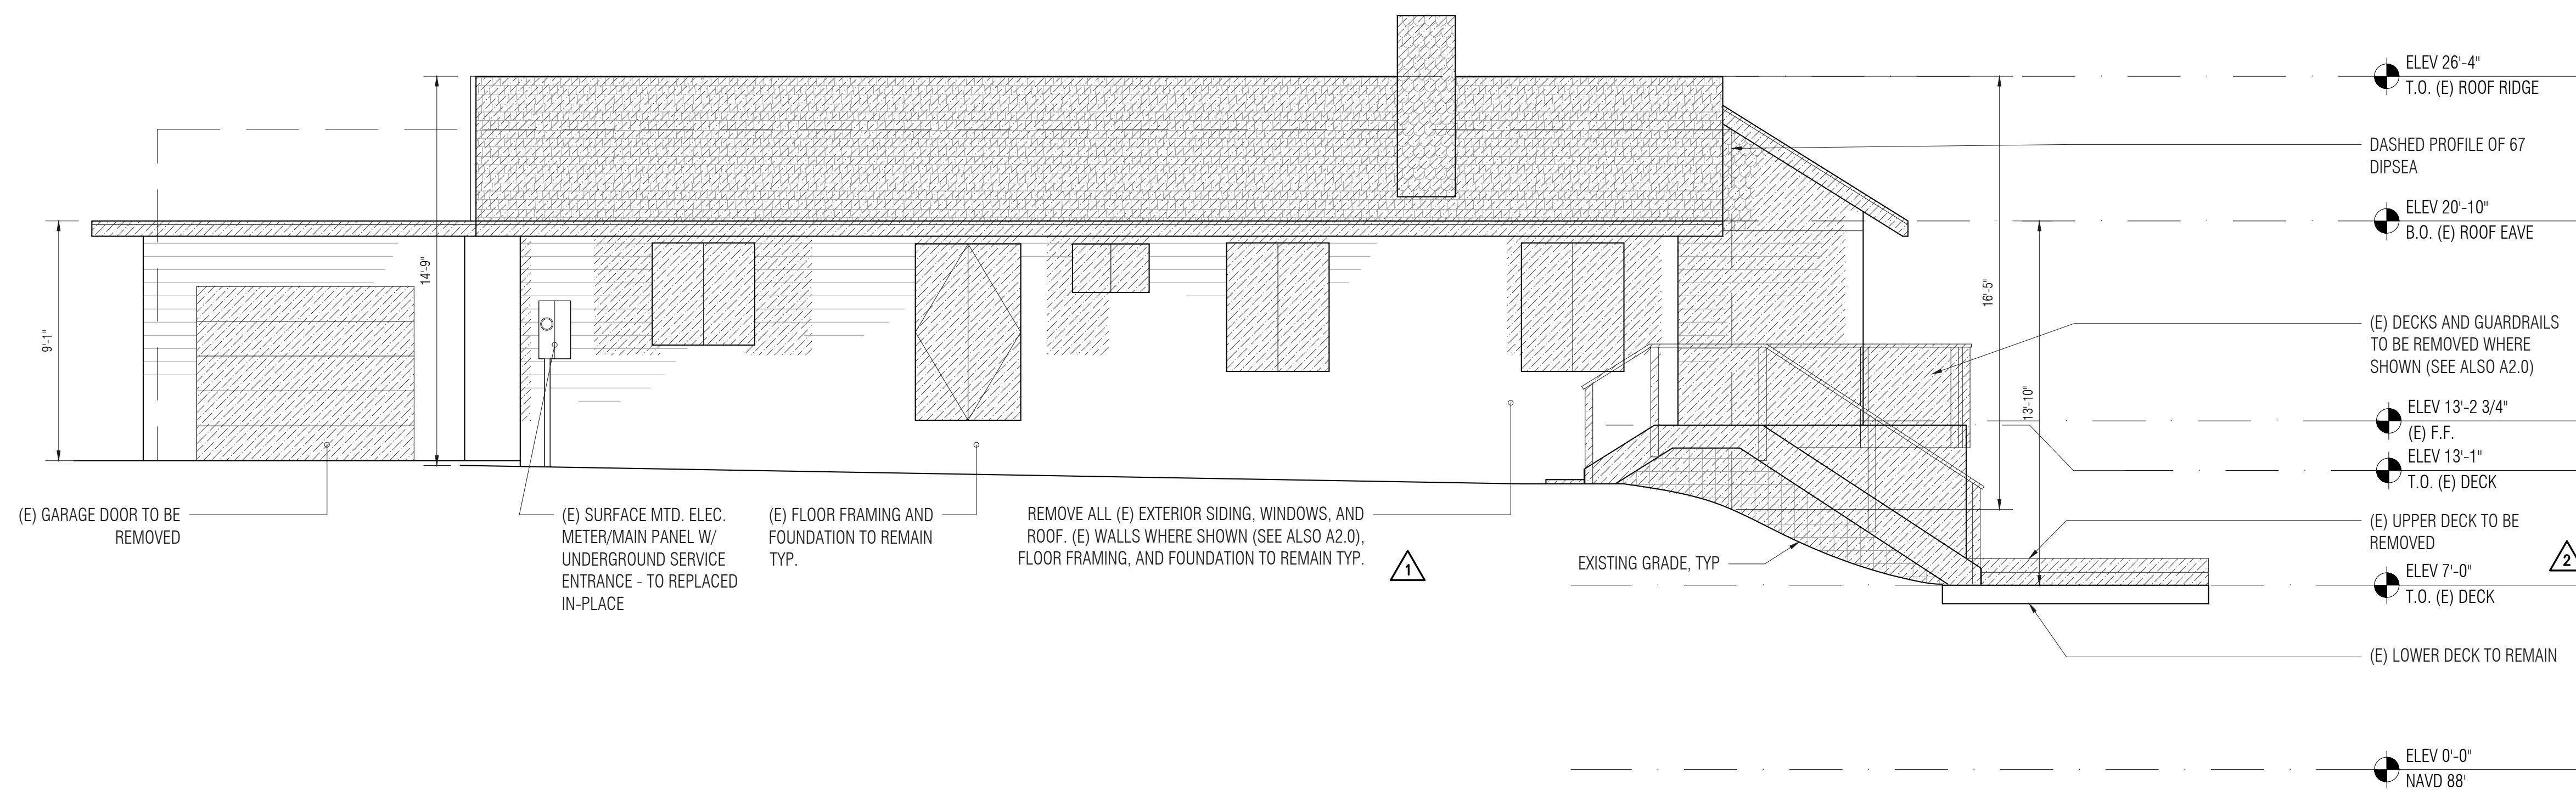 ELEV 26'-4"
T.O. (E) ROOF RIDGE
DASHED PROFILE OF 67
DIPSEA
ELEV 20'-10"
B.O. (E) ROOF EAVE
9'-1"
14'-9"
16'-5"
13'-10"
(E) DECKS AND GUARDRAILS
TO BE REMOVED WHERE
SHOWN (SEE ALSO A2.0)
ELEV 13'-2 3/4"
(E) F.F.
ELEV 13'-1"
T.O. (E) DECK
(E) GARAGE DOOR TO BE
REMOVED
(E) SURFACE MTD. ELEC.
METER/MAIN PANEL W/
UNDERGROUND SERVICE
ENTRANCE - TO REPLACED
IN-PLACE
(E) FLOOR FRAMING AND
FOUNDATION TO REMAIN
TYP.
REMOVE ALL (E) EXTERIOR SIDING, WINDOWS, AND
ROOF. (E) WALLS WHERE SHOWN (SEE ALSO A2.0),
FLOOR FRAMING, AND FOUNDATION TO REMAIN TYP.
1
EXISTING GRADE, TYP
(E) UPPER DECK TO BE
REMOVED
2
ELEV 7'-0"
T.O. (E) DECK
(E) LOWER DECK TO REMAIN
ELEV 0'-0"
NAVD 88'